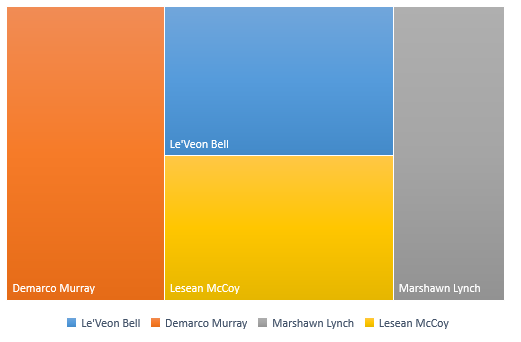 Le'Veon Bell
Demarco Murray
Lesean McCoy
Marshawn Lynch
Le'Veon Bell Demarco Murray Marshawn Lynch Lesean McCoy